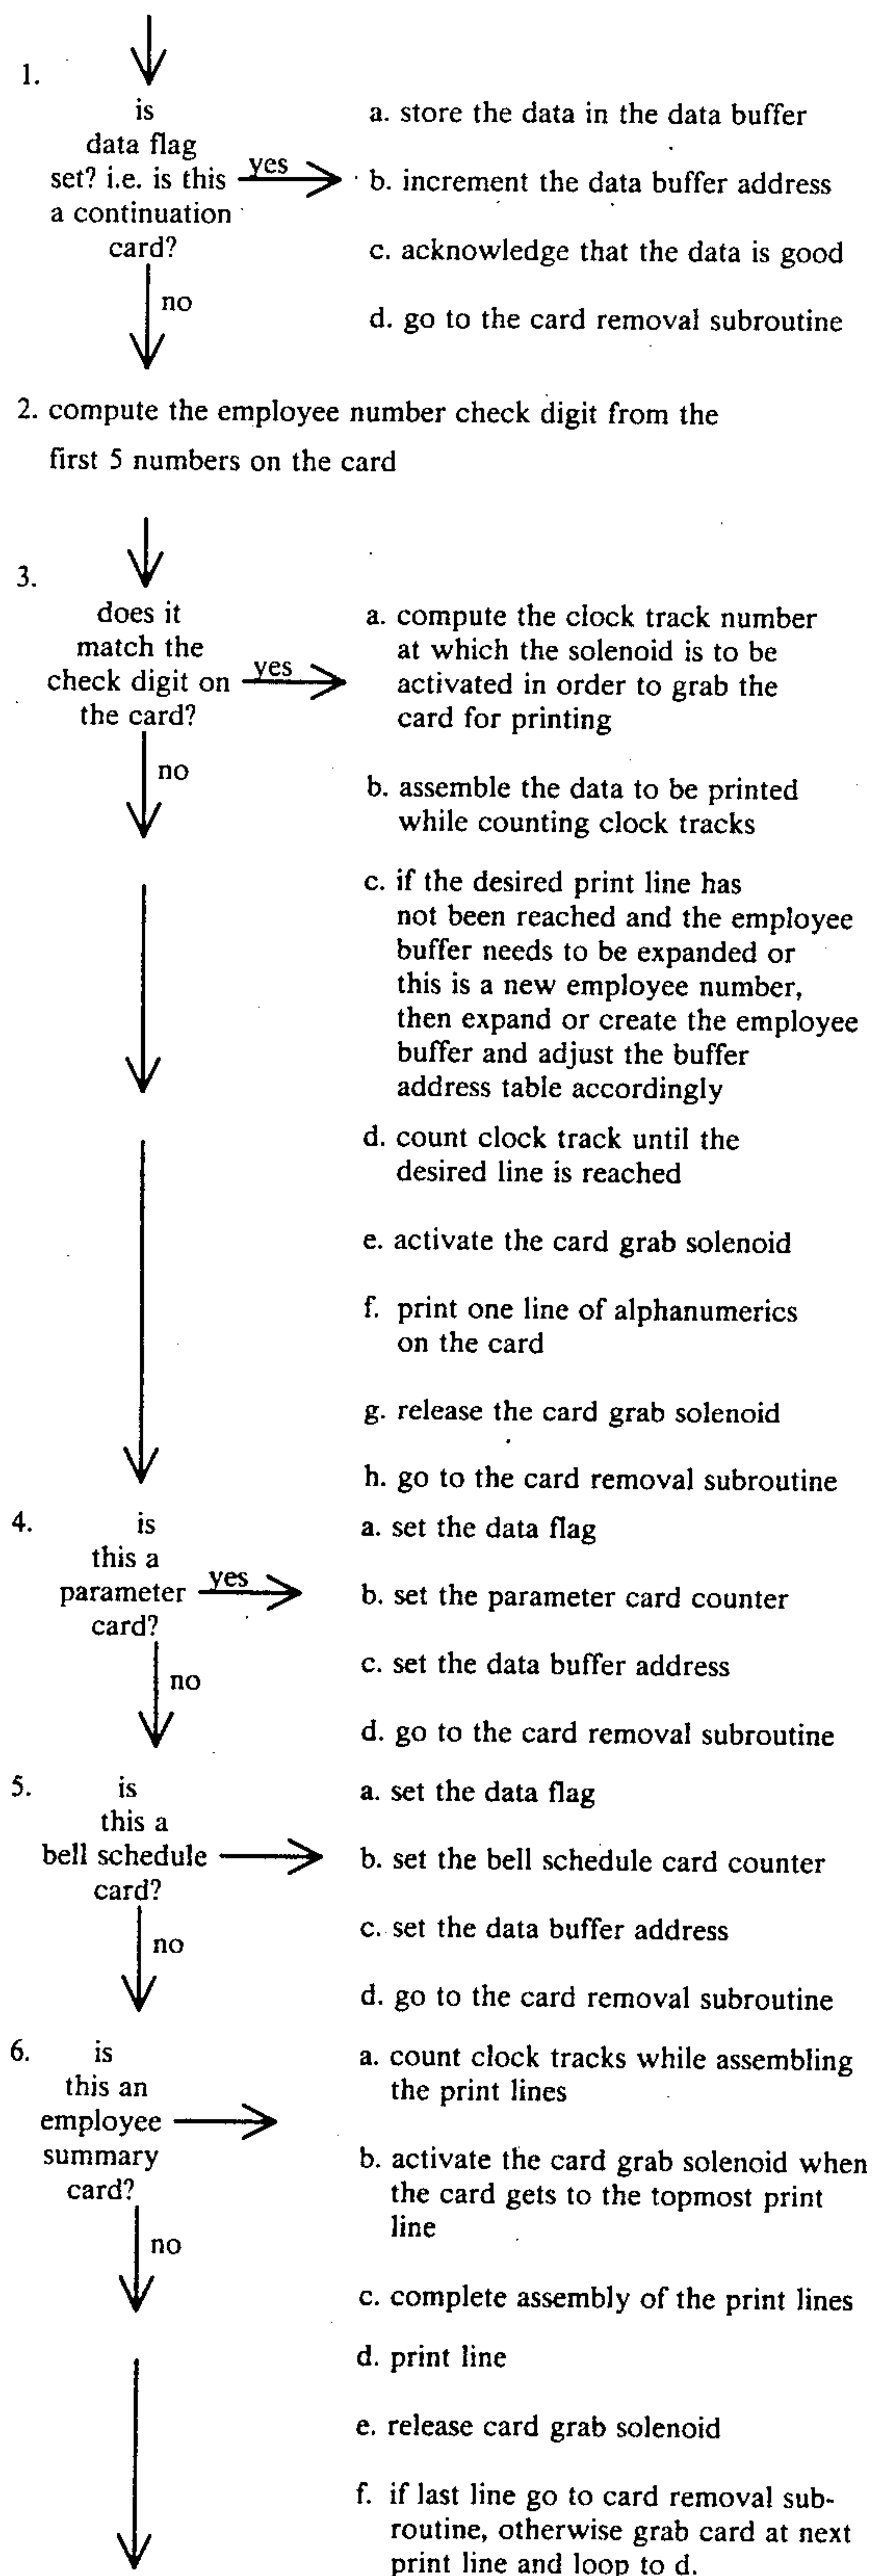 1.
is
data flag
set? i.e. is this
a continuation
card?
yes
no
a. store the data in the data buffer
b. increment the data buffer address
c. acknowledge that the data is good
d. go to the card removal subroutine
2. compute the employee number check digit from the
first 5 numbers on the card
3.
does it
match the
check digit on
the card?
yes
no
a. compute the clock track number
at which the solenoid is to be
activated in order to grab the
card for printing
b. assemble the data to be printed
while counting clock tracks
c. if the desired print line has
not been reached and the employee
buffer needs to be expanded or
this is a new employee number,
then expand or create the employee
buffer and adjust the buffer
address table accordingly
d. count clock track until the
desired line is reached
e. activate the card grab solenoid
f. print one line of alphanumerics
on the card
g. release the card grab solenoid
h. go to the card removal subroutine
4.
is
this a
parameter
card?
yes
no
a. set the data flag
b. set the parameter card counter
c. set the data buffer address
d. go to the card removal subroutine
5.
is
this a
bell schedule
card?
no
a. set the data flag
b. set the bell schedule card counter
c. set the data buffer address
d. go to the card removal subroutine
6.
is
this an
employee
summary
card?
no
a. count clock tracks while assembling
the print lines
b. activate the card grab solenoid when
the card gets to the topmost print
line
c. complete assembly of the print lines
d. print line
e. release card grab solenoid
f. if last line go to card removal sub-
routine, otherwise grab card at next
print line and loop to d.